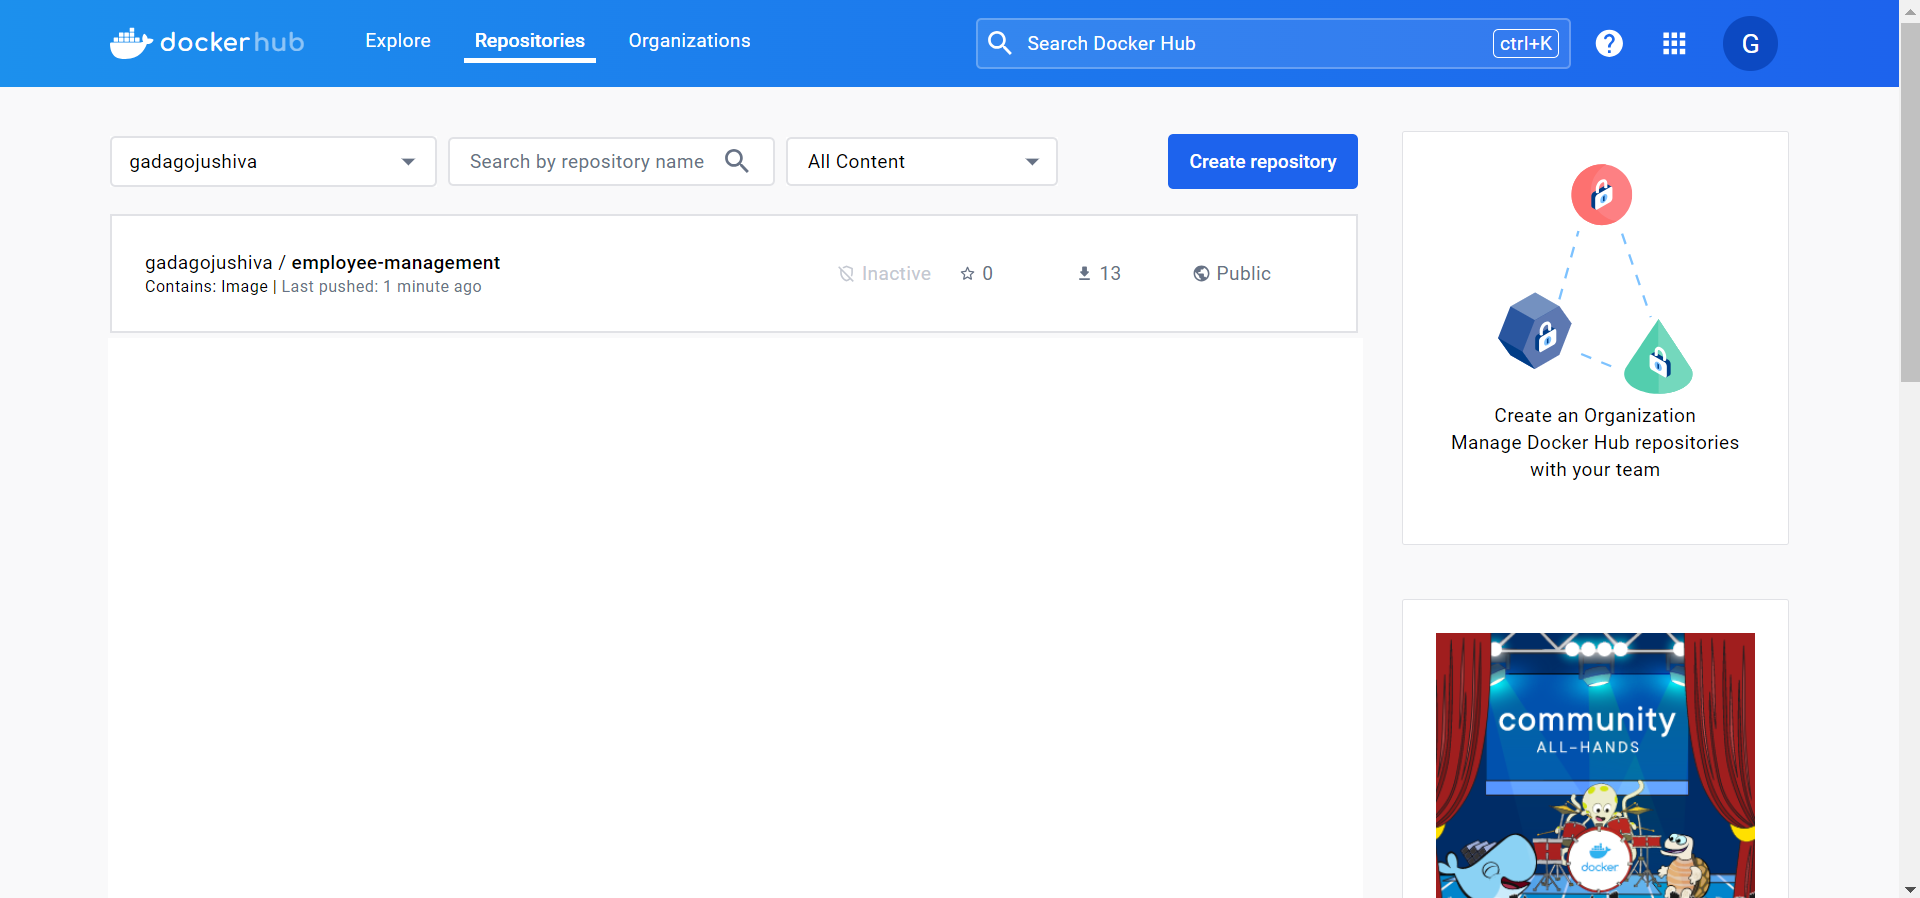 docker hub
Explore
Repositories
Organizations
Search Docker Hub
ctrl+K
G
gadagojushiva
Search by repository name
All Content
Create repository
gadagojushiva / employee-management
Contains: Image | Last pushed: 1 minute ago
Inactive
0
13
Public
Create an Organization
Manage Docker Hub repositories
with your team
community
ALL-HANDS
docker